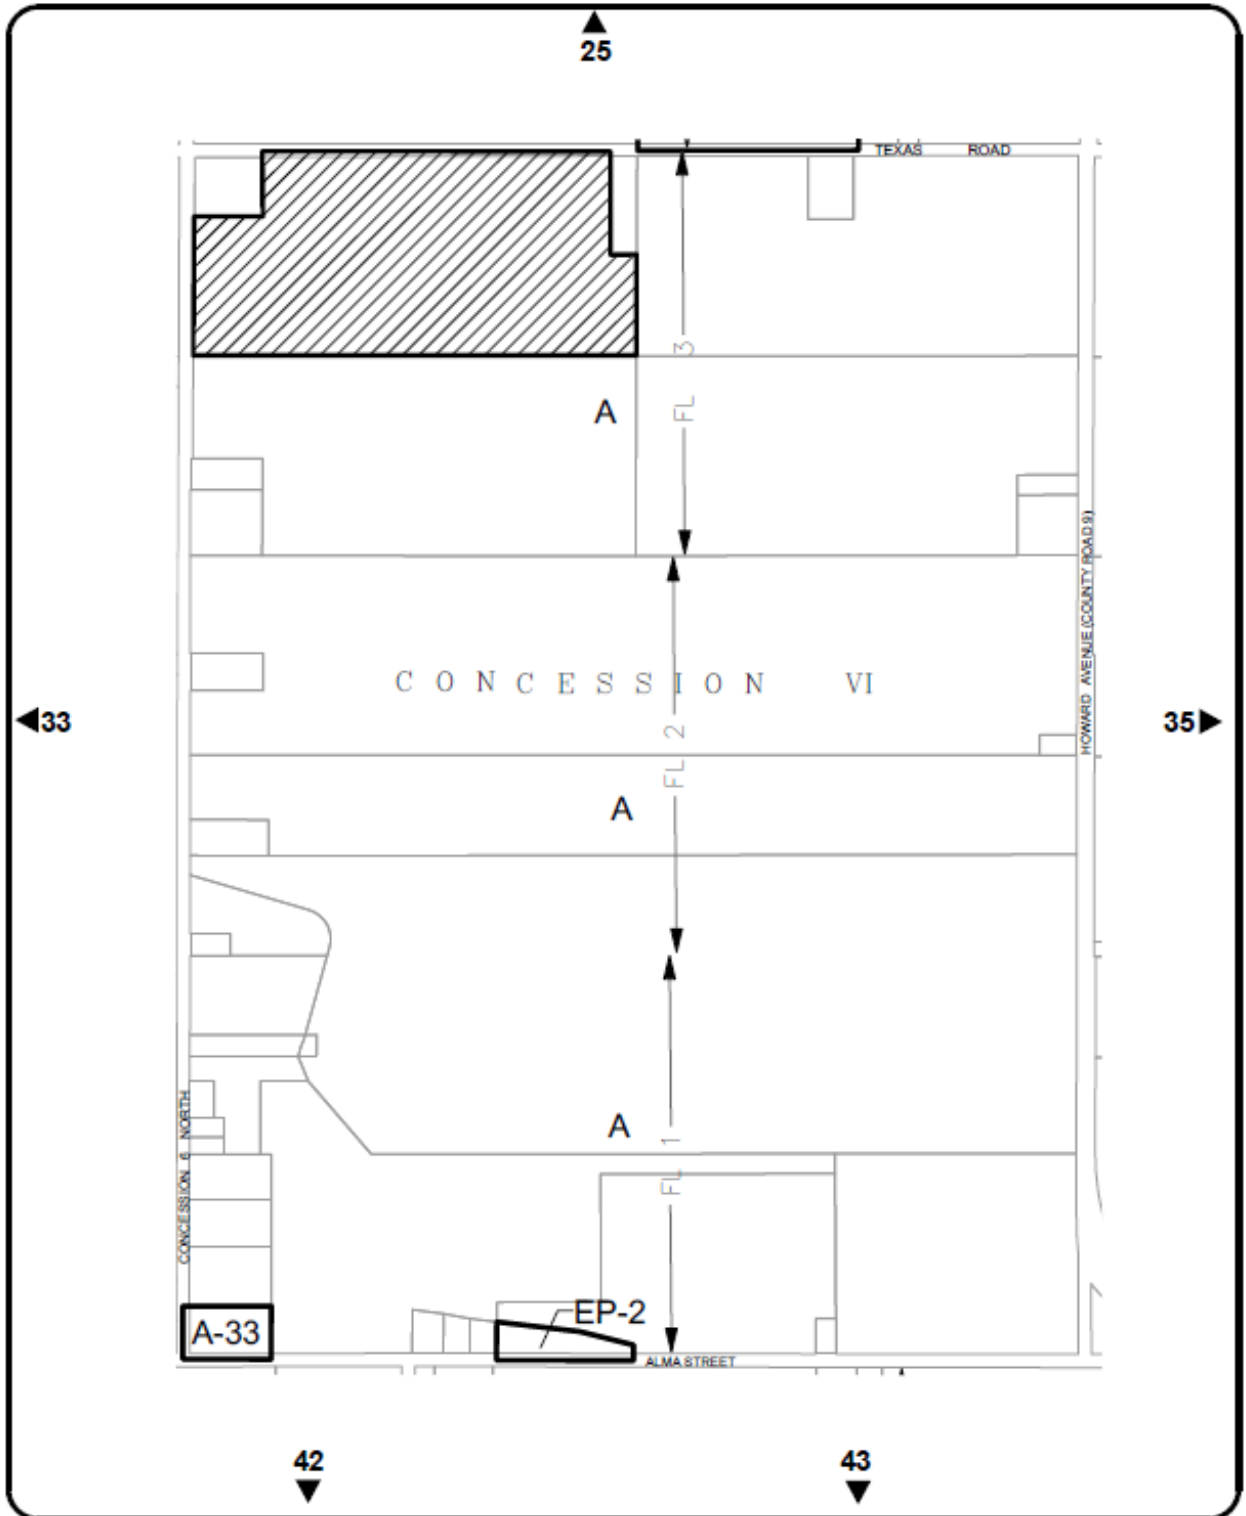 25
TEXAS ROAD
3
FL
A
HOWARD AVENUE (COUNTY ROAD 9)
CONCESSION VI
33
35
2
FL
A
CONCESSION 6 NORTH
A
1
FL
A-33
EP-2
ALMA STREET
42
43